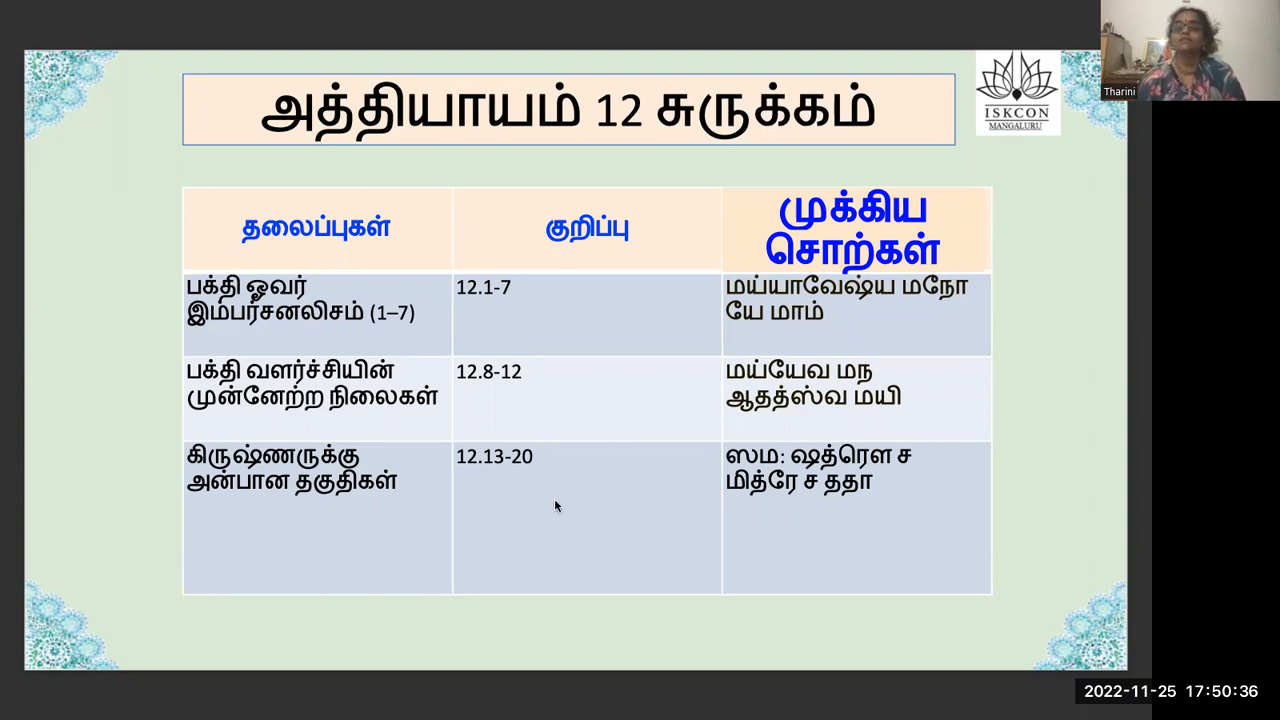 அத்தியாயம் 12 சுருக்கம்
ISKCON
MANGALURU
Tharini
தலைப்புகள்
குறிப்பு
முக்கிய
சொற்கள்
பக்தி ஓவர்
இம்பர்சனலிசம் (1–7)
12.1-7
மய்யாவேஷ்ய மநோ
யே மாம்
பக்தி வளர்ச்சியின்
முன்னேற்ற நிலைகள்
12.8-12
மய்யேவ மந
ஆதத்ஸ்வ மயி
கிருஷ்ணருக்கு
அன்பான தகுதிகள்
12.13-20
ஸம: ஷத்ரௌ ச
மித்ரே ச ததா
2022-11-25 17:50:36